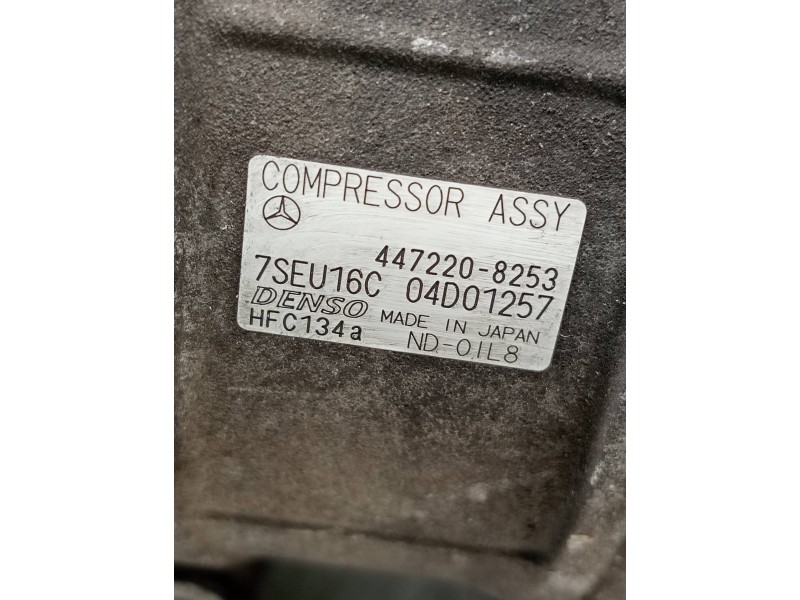 COMPRESSOR ASSY
447220-8253
7SEU16C 04D01257
DENSO MADE IN JAPAN
HFC134a ND-OIL8